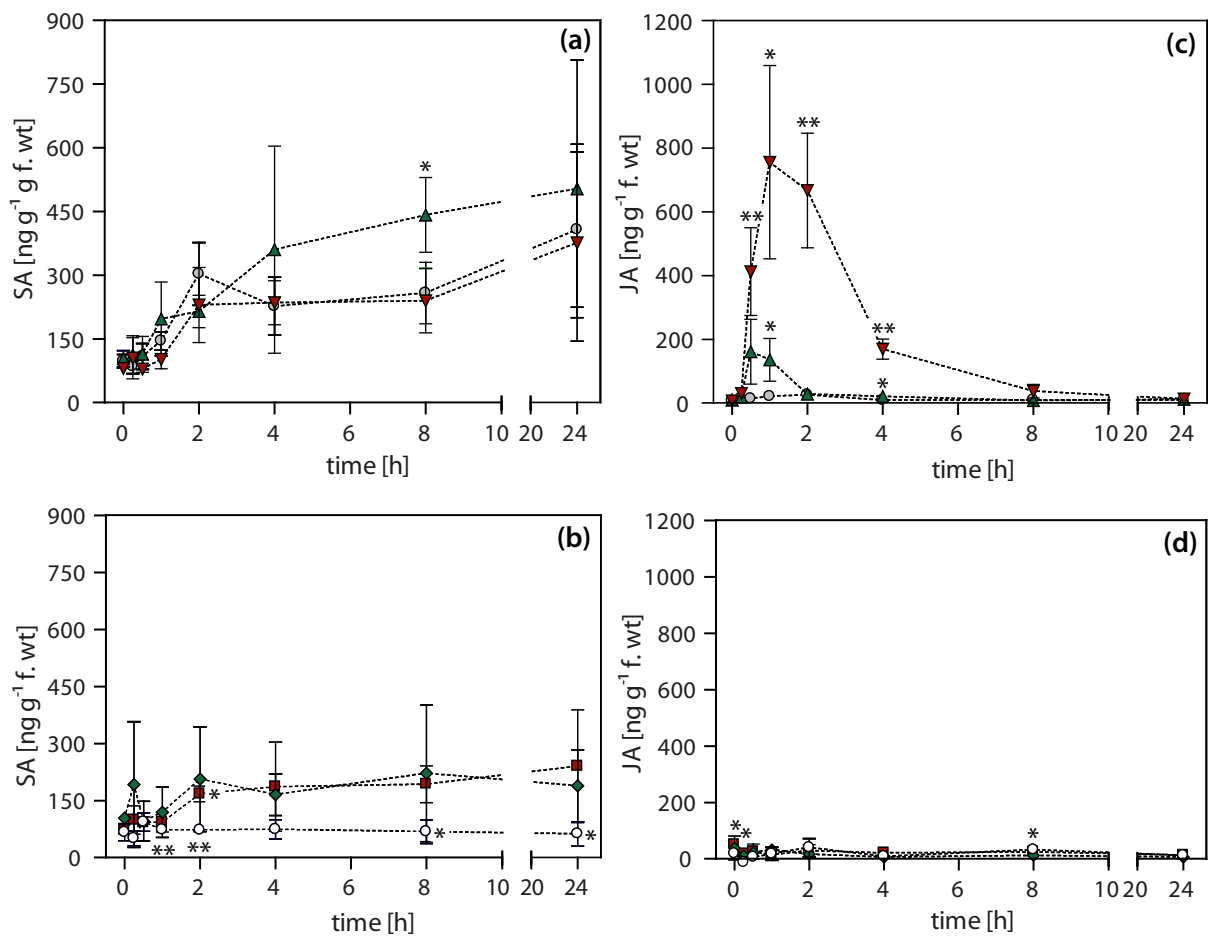 (a)
SA [ng g⁻¹ g f. wt]
900
750
600
450
300
150
0
*
0 2 4 6 8 10 20 24
time [h]
(c)
JA [ng g⁻¹ f. wt]
1200
1000
800
600
400
200
0
*
**
**
*
**
*
0 2 4 6 8 10 20 24
time [h]
(b)
SA [ng g⁻¹ f. wt]
900
750
600
450
300
150
0
*
** **
*
*
0 2 4 6 8 10 20 24
time [h]
(d)
JA [ng g⁻¹ f. wt]
1200
1000
800
600
400
200
0
*
*
*
0 2 4 6 8 10 20 24
time [h]